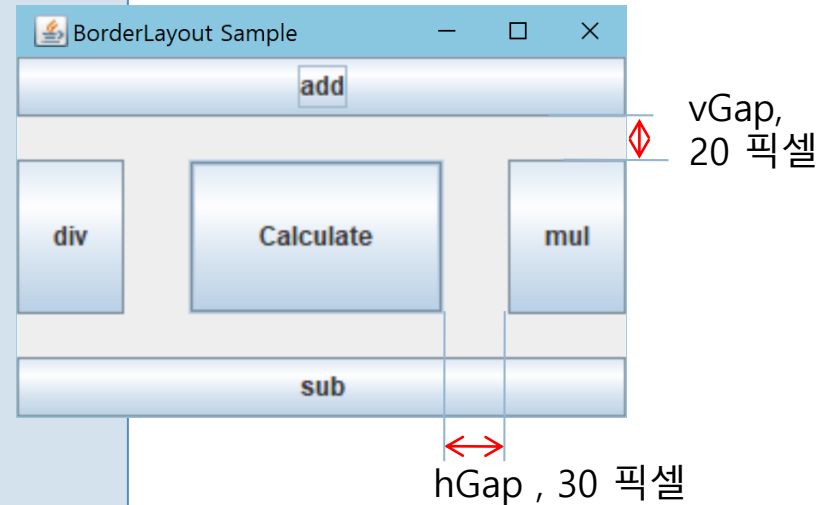 BorderLayout Sample
add
vGap,
20 픽셀
div
Calculate
mul
sub
hGap , 30 픽셀